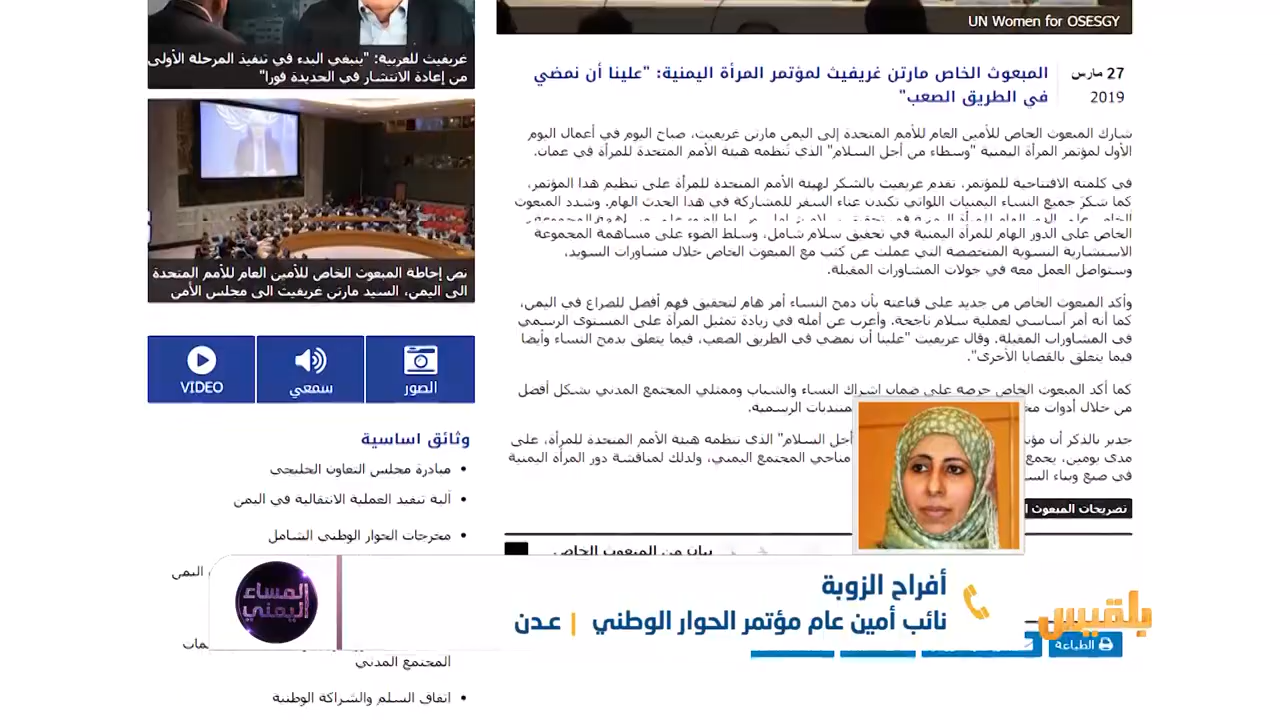 UN Women for OSESGY
27 مارس
2019
المبعوث الخاص مارتن غريفيث لمؤتمر المرأة اليمنية: "علينا أن نمضي
في الطريق الصعب"
شارك المبعوث الخاص للأمين العام للأمم المتحدة إلى اليمن مارتن غريفيث، صباح اليوم في أعمال اليوم
الأول لمؤتمر المرأة اليمنية "وسطاء من أجل السلام" الذي تنظمه هيئة الأمم المتحدة للمرأة في عمان.
في كلمته الافتتاحية للمؤتمر، تقدم غريفيث بالشكر لهيئة الأمم المتحدة للمرأة على تنظيم هذا المؤتمر،
كما شكرَ جميع النساء اليمنيات اللواتي تكبدن عناء السفر للمشاركة في هذا الحدث الهام. وشدد المبعوث
الخاص على الدور الهام للمرأة اليمنية في تحقيق سلام شامل، وسلط الضوء على مساهمة المجموعة
الاستشارية النسوية المتخصصة التي عملت عن كثب مع المبعوث الخاص خلال مشاورات السويد،
وستواصل العمل معه في جولات المشاورات المقبلة.
وأكد المبعوث الخاص من جديد على قناعته بأن دمج النساء أمر هام لتحقيق فهم أفضل للصراع في اليمن،
كما أنه أمر أساسي لعملية سلام ناجحة. وأعرب عن أمله في زيادة تمثيل المرأة على المستوى الرسمي
في المشاورات المقبلة. وقال غريفيث "علينا أن نمضي في الطريق الصعب، فيما يتعلق بدمج النساء وأيضا
فيما يتعلق بالقضايا الأخرى".
كما أكد المبعوث الخاص حرصه على ضمان اشراك النساء والشباب وممثلي المجتمع المدني بشكل أفضل
من خلال أدوات منتديات الرسمية.
جدير بالذكر أن أجل السلام" الذي تنظمه هيئة الأمم المتحدة للمرأة، على
مدى يومين، يجمع مناحي المجتمع اليمني، وذلك لمناقشة دور المرأة اليمنية
في صنع وبناء
تصريحات المبعوث
بيان من المبعوث الخاص
غريفيث للعربية: "ينبغي البدء في تنفيذ المرحلة الأولى
من إعادة الانتشار في الحديدة فورا"
نص إحاطة المبعوث الخاص للأمين العام للأمم المتحدة
الى اليمن، السيد مارتن غريفيث الى مجلس الأمن
الصور
سمعي
VIDEO
وثائق اساسية
مبادرة مجلس التعاون الخليجي
آلية تنفيذ العملية الانتقالية في اليمن
مخرجات الحوار الوطني الشامل
المجتمع المدني
اتفاق السلم والشراكة الوطنية
أفراح الزوبة
نائب أمين عام مؤتمر الحوار الوطني | عدن
المساء
اليمني
بلقيس
الطباعة